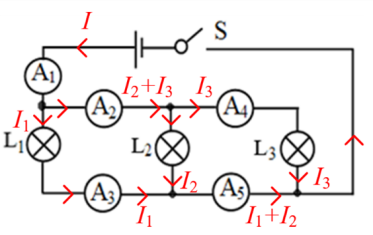 I
S
A₁
I₂+I₃
I₃
A₂
A₄
I₁
L₁
L₂
L₃
I₂
I₃
A₃
A₅
I₁
I₁+I₂